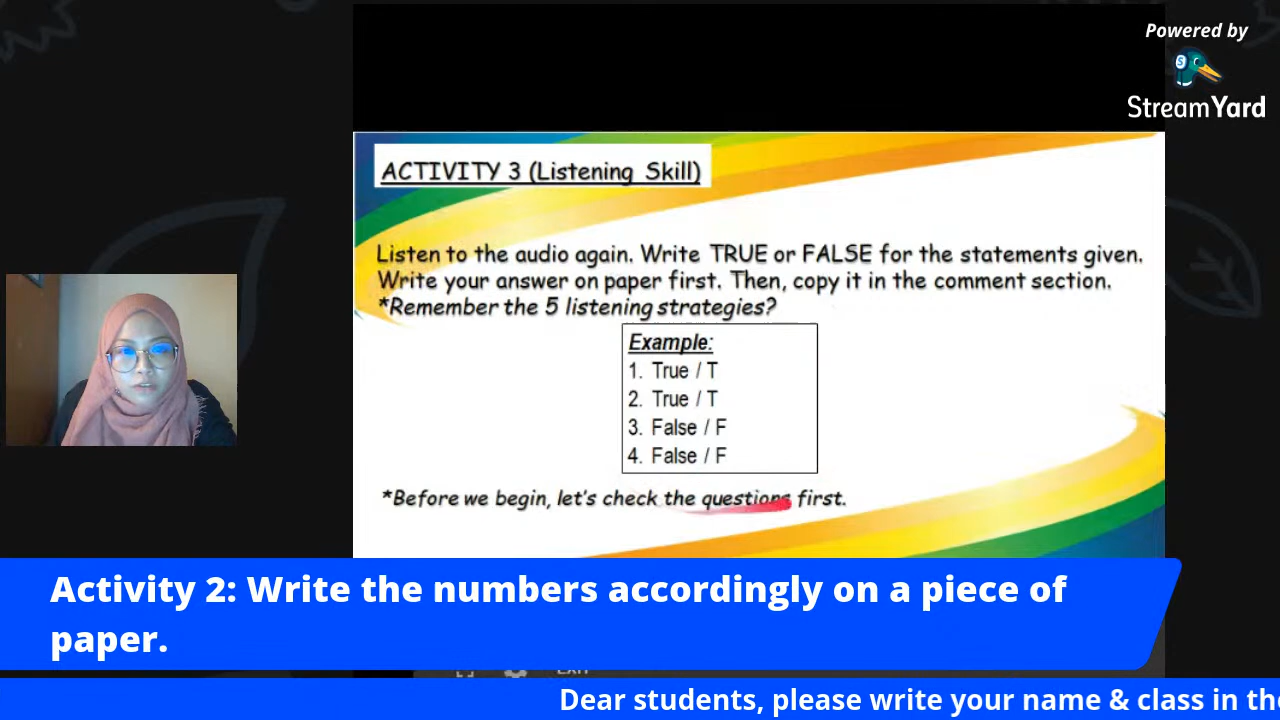 Powered by
StreamYard
ACTIVITY 3 (Listening Skill)
Listen to the audio again. Write TRUE or FALSE for the statements given.
Write your answer on paper first. Then, copy it in the comment section.
*Remember the 5 listening strategies?
Example:
1. True / T
2. True / T
3. False / F
4. False / F
*Before we begin, let's check the questions first.
Activity 2: Write the numbers accordingly on a piece of
paper.
Dear students, please write your name & class in